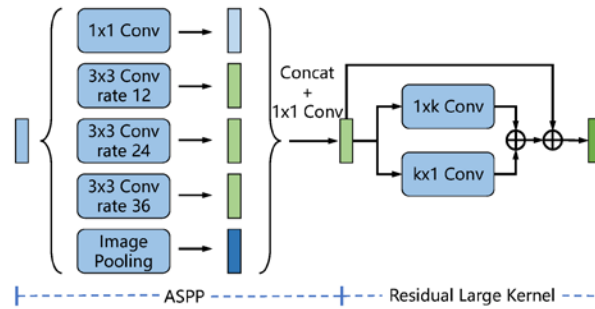 1x1 Conv
3x3 Conv
rate 12
3x3 Conv
rate 24
3x3 Conv
rate 36
Image
Pooling
Concat
+
1x1 Conv
1xk Conv
kx1 Conv
ASPP
Residual Large Kernel